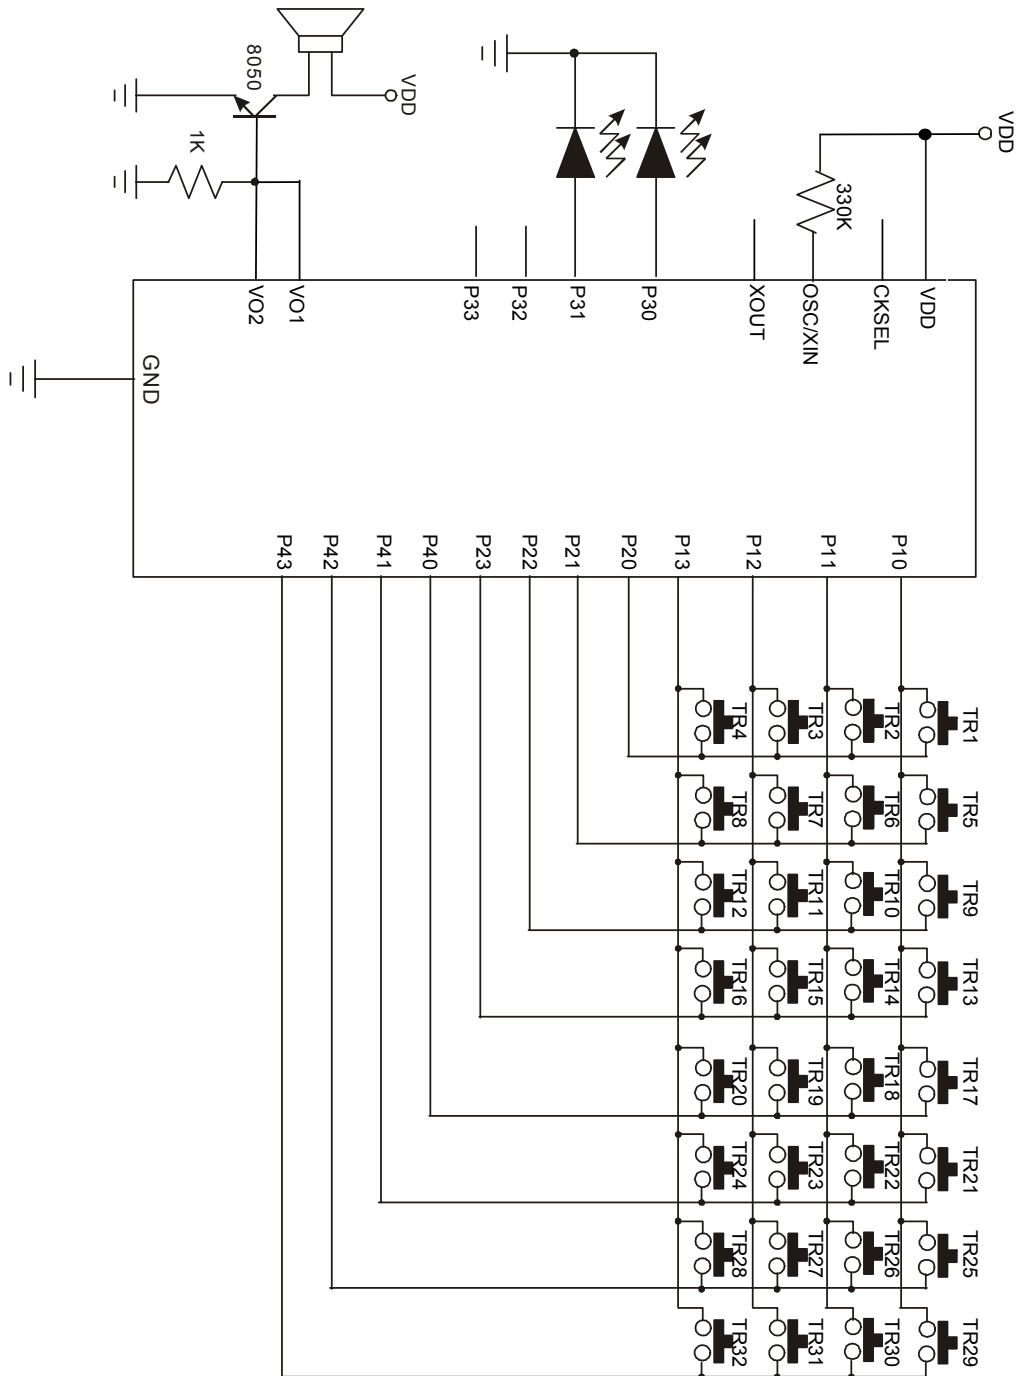 VDD
8050
1K
VDD
330K
VO2
VO1
P33
P32
P31
P30
XOUT
OSC/XIN
CKSEL
VDD
GND
P43
P42
P41
P40
P23
P22
P21
P20
P13
P12
P11
P10
TR4
TR3
TR2
TR1
TR8
TR7
TR6
TR5
TR12
TR11
TR10
TR9
TR16
TR15
TR14
TR13
TR20
TR19
TR18
TR17
TR24
TR23
TR22
TR21
TR28
TR27
TR26
TR25
TR32
TR31
TR30
TR29